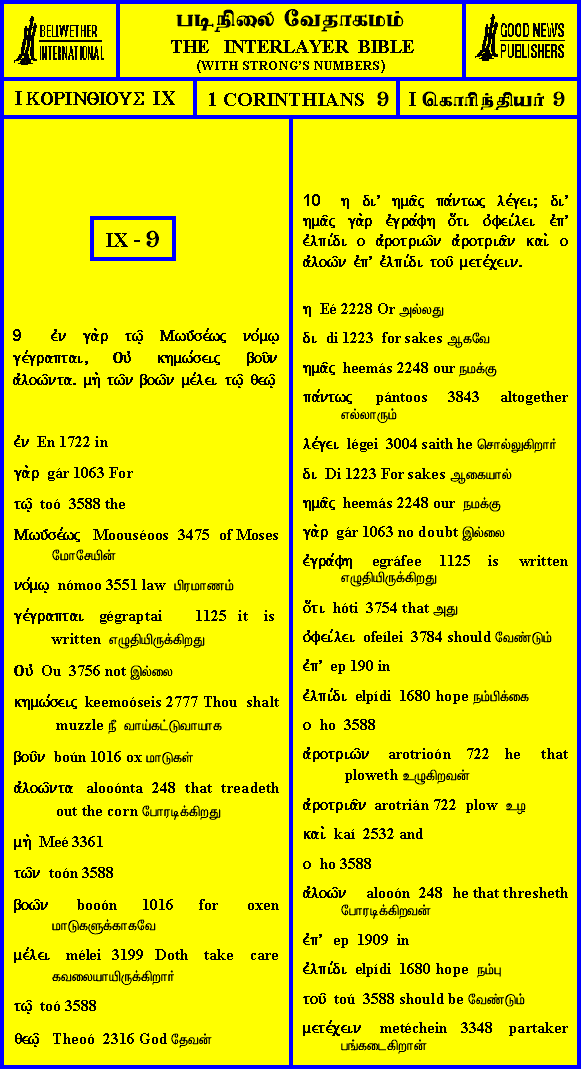 BELLWETHER
INTERNATIONAL
படிநிலை வேதாகமம்
THE INTERLAYER BIBLE
(WITH STRONG'S NUMBERS)
GOOD NEWS
PUBLISHERS
I ΚΟΡΙΝΘΙΟΥΣ IX
1 CORINTHIANS 9
I கொரிந்தியர் 9
IX - 9
9 ἐν γὰρ τῷ Μωσέως νόμῳ
γέγραπται, Οὐ κημώσεις βοῦν
ἀλοῶντα. μὴ τῶν βοῶν μέλει τῷ θεῷ
ἐν En 1722 in
γὰρ gár 1063 For
τῷ toó 3588 the
Μωΰσέως Moouséoos 3475 of Moses
மோசேயின்
νόμῳ nómoo 3551 law பிரமாணம்
γέγραπται gégraptai 1125 it is
written எழுதியிருக்கிறது
Οὐ Ou 3756 not இல்லை
κημώσεις keemoóseis 2777 Thou shalt
muzzle நீ வாய்கட்டுவாயாக
βοῦν boún 1016 ox மாடுகள்
ἀλοῶντα alooónta 248 that treadeth
out the corn போரடிக்கிறது
μὴ Meé 3361
τῶν toón 3588
βοῶν booón 1016 for oxen
மாடுகளுக்காகவே
μέλει mélei 3199 Doth take care
கவலையாயிருக்கிறார்
τῷ toó 3588
θεῷ Theoó 2316 God தேவன்
10 η δι' ημᾶς πάντως λέγει; δι'
ημᾶς γὰρ ἐγράφη ὅτι ὀφείλει ἐπ'
ἐλπίδι ο ἀροτριῶν ἀροτριᾶν καὶ ο
ἀλοῶν ἐπ' ἐλπίδι τοῦ μετέχειν.
η Eé 2228 Or அல்லது
δι di 1223 for sakes ஆகவே
ημᾶς heemás 2248 our நமக்கு
πάντως pántoos 3843 altogether
எல்லாரும்
λέγει légei 3004 saith he சொல்லுகிறார்
δι Di 1223 For sakes ஆகையால்
ημᾶς heemás 2248 our நமக்கு
γὰρ gár 1063 no doubt இல்லை
ἐγράφη egráfee 1125 is written
எழுதியிருக்கிறது
ὅτι hóti 3754 that அது
ὀφείλει ofeílei 3784 should வேண்டும்
ἐπ' ep 190 in
ἐλπίδι elpídi 1680 hope நம்பிக்கை
ο ho 3588
ἀροτριῶν arotrioón 722 he that
ploweth உழுகிறவன்
ἀροτριᾶν arotrián 722 plow உழ
καὶ kaí 2532 and
ο ho 3588
ἀλοῶν alooón 248 he that thresheth
போரடிக்கிறவன்
ἐπ' ep 1909 in
ἐλπίδι elpídi 1680 hope நம்பு
τοῦ toú 3588 should be வேண்டும்
μετέχειν metéchein 3348 partaker
பங்கடைகிறான்